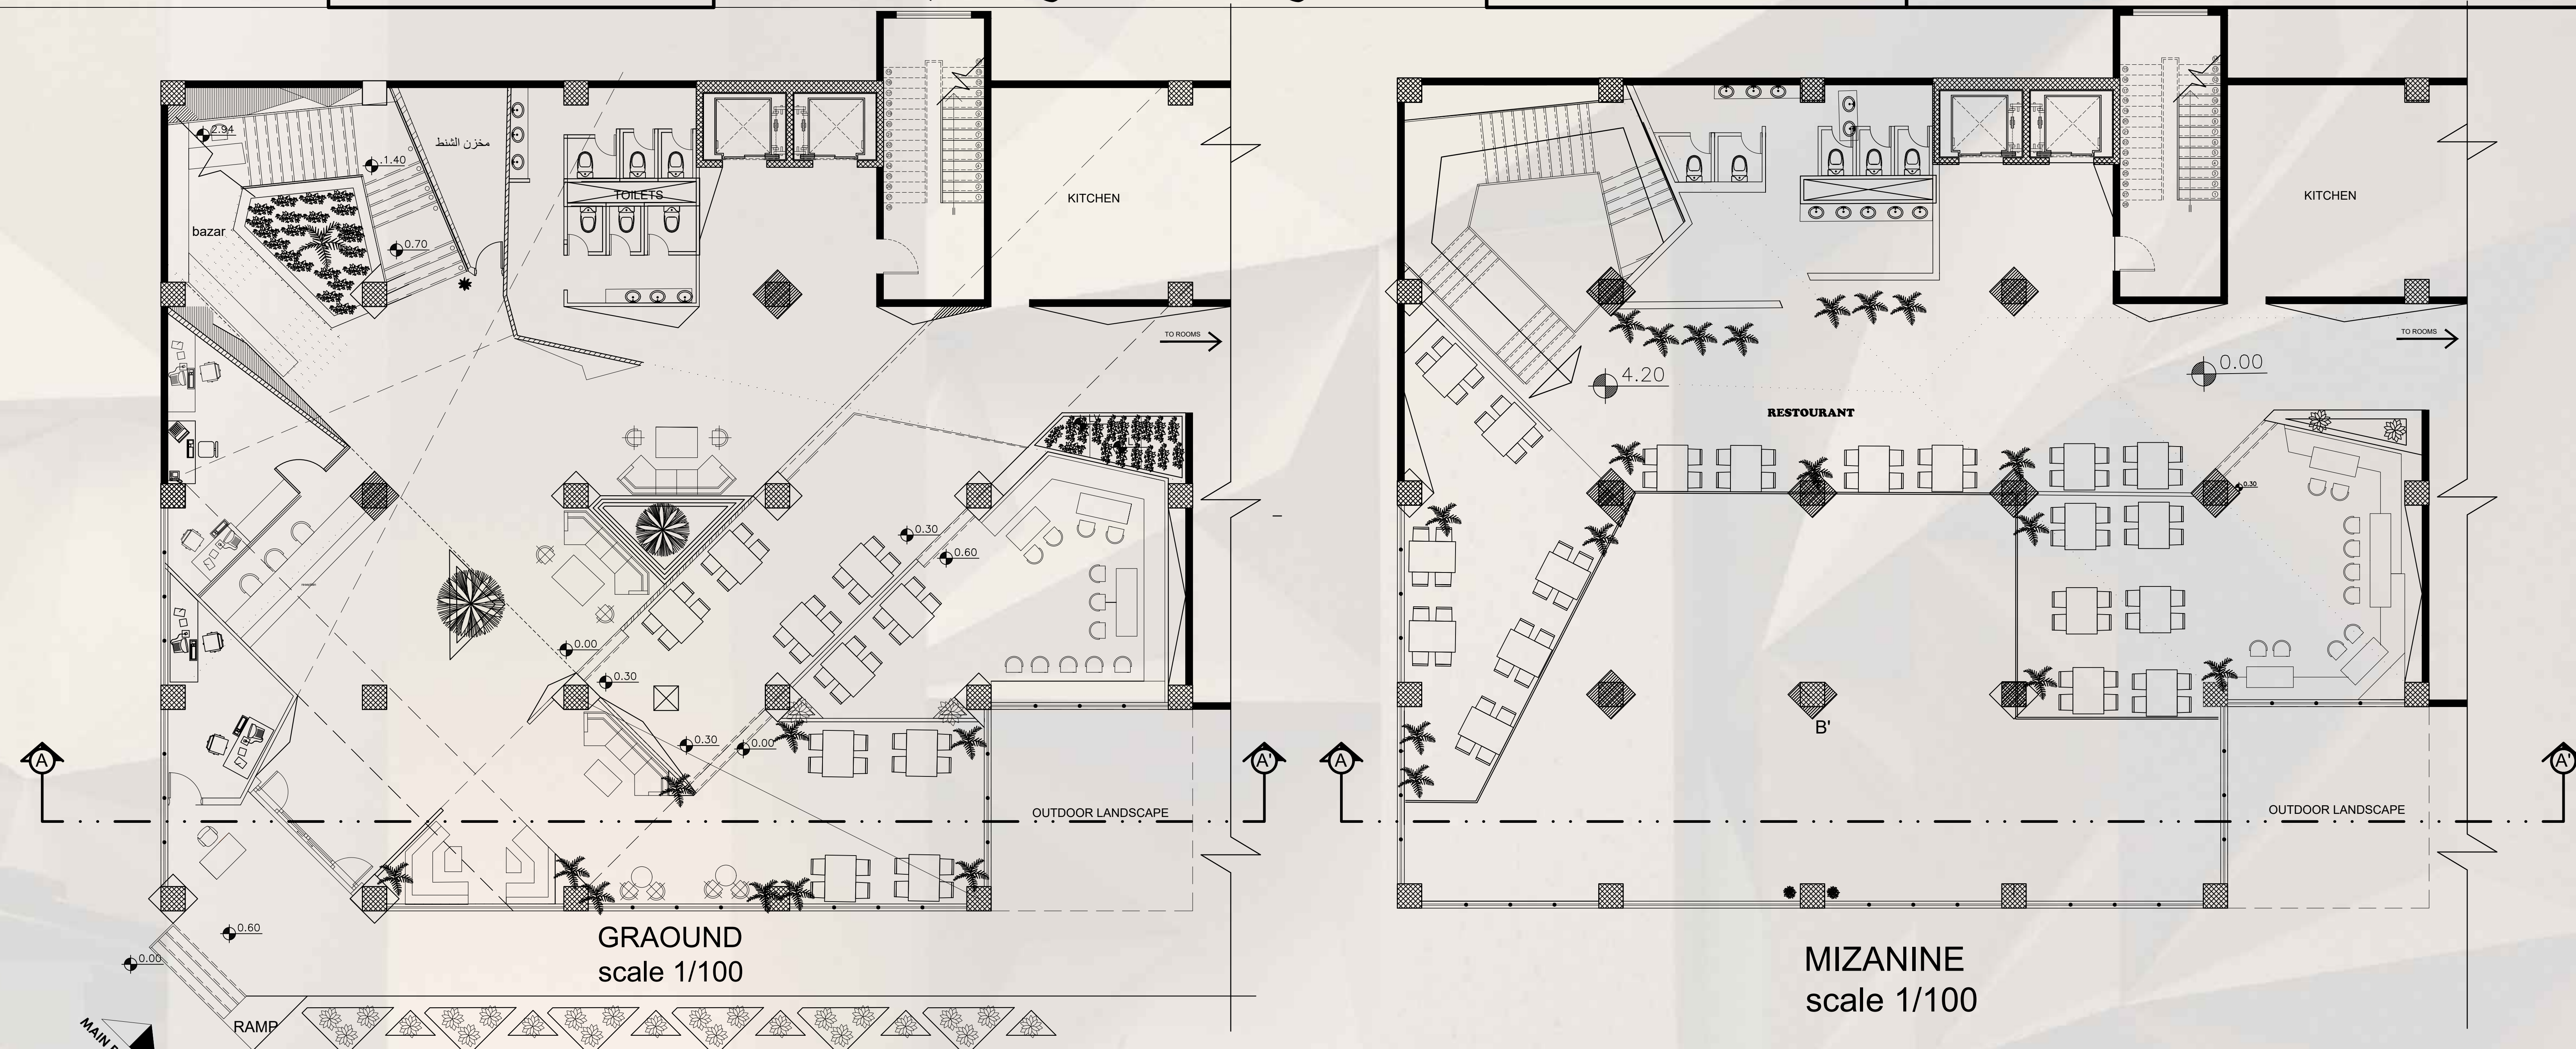 2.94
مخزن الشنط
1.40
TOILETS
KITCHEN
bazar
0.70
TO ROOMS
0.30
0.60
0.00
0.30
0.30
0.00
A
A'
OUTDOOR LANDSCAPE
0.60
0.00
GRAOUND
scale 1/100
RAMP
MAIN
KITCHEN
TO ROOMS
4.20
0.00
RESTOURANT
0.30
B'
A
A'
OUTDOOR LANDSCAPE
MIZANINE
scale 1/100